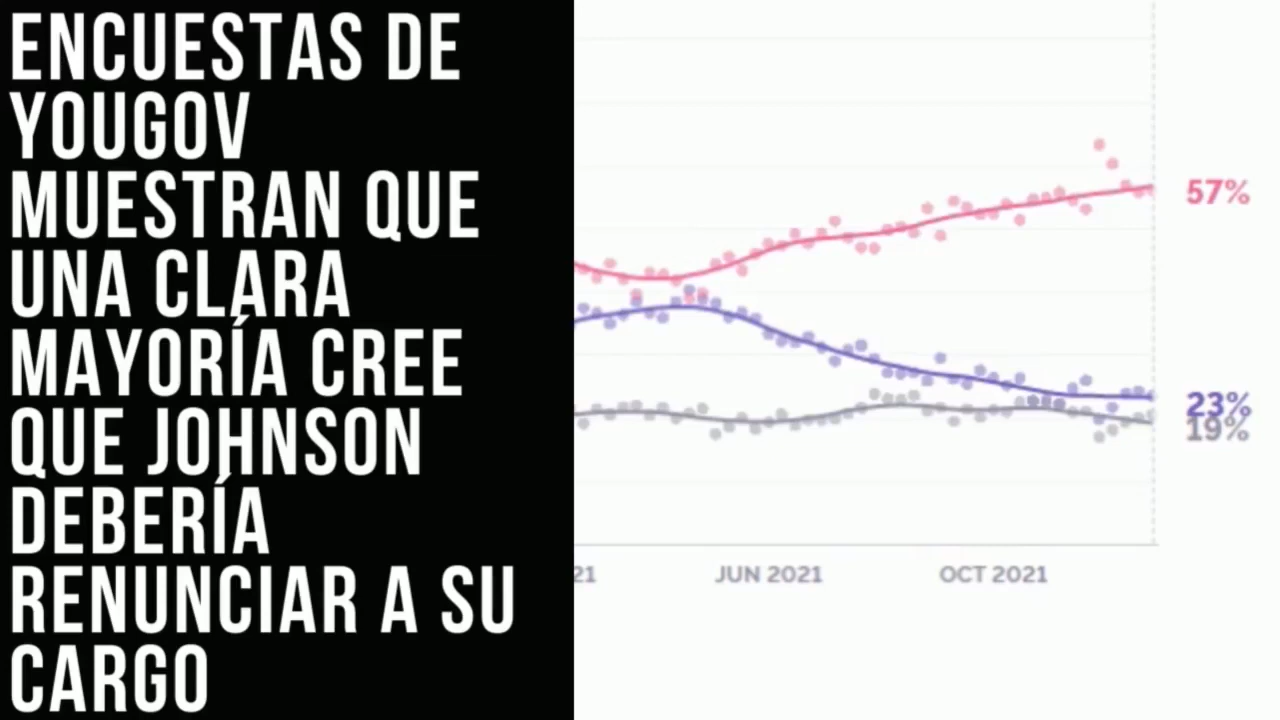 ENCUESTAS DE
YOUGOV
MUESTRAN QUE
UNA CLARA
MAYORÍA CREE
QUE JOHNSON
DEBERÍA
RENUNCIAR A SU
CARGO
57%
23%
19%
21
JUN 2021
OCT 2021